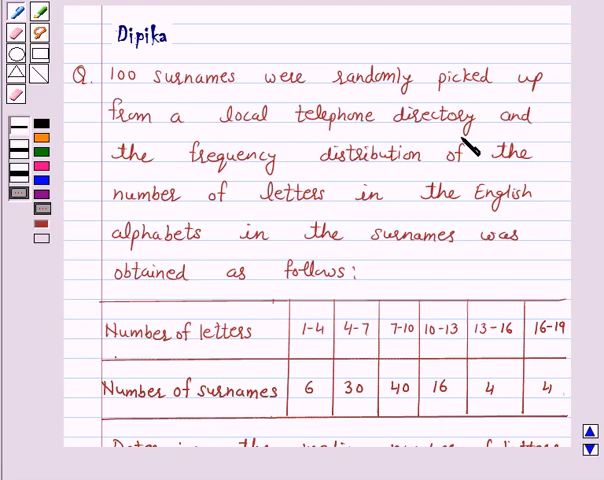 Dipika
Q. 100 surnames were randomly picked up
from a local telephone directory and
the frequency distribution of the
number of letters in the English
alphabets in the surnames was
obtained as follows:
Number of letters 1-4 4-7 7-10 10-13 13-16 16-19
Number of surnames 6 30 40 16 4 4